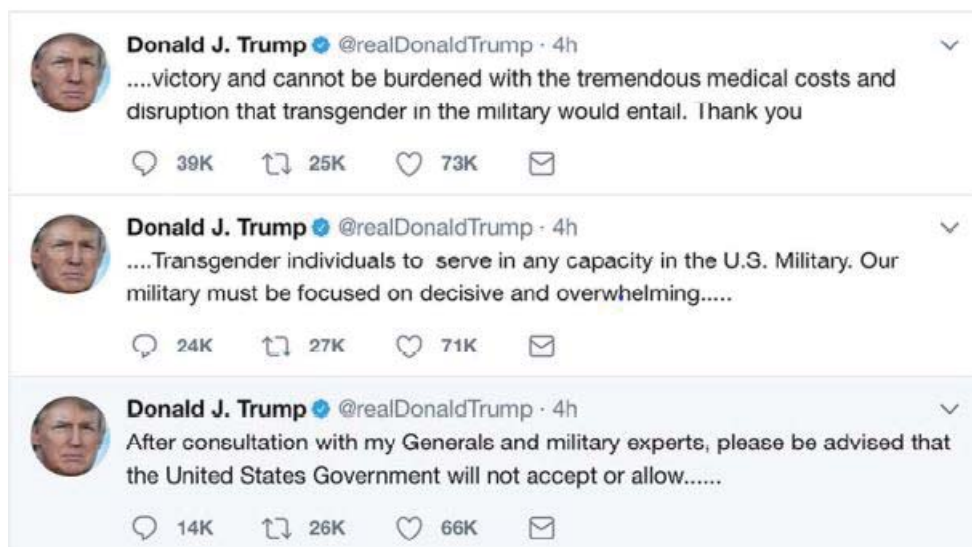 Donald J. Trump @realDonaldTrump · 4h
....victory and cannot be burdened with the tremendous medical costs and
disruption that transgender in the military would entail. Thank you
39K 25K 73K
Donald J. Trump @realDonaldTrump · 4h
....Transgender individuals to serve in any capacity in the U.S. Military. Our
military must be focused on decisive and overwhelming.....
24K 27K 71K
Donald J. Trump @realDonaldTrump · 4h
After consultation with my Generals and military experts, please be advised that
the United States Government will not accept or allow......
14K 26K 66K